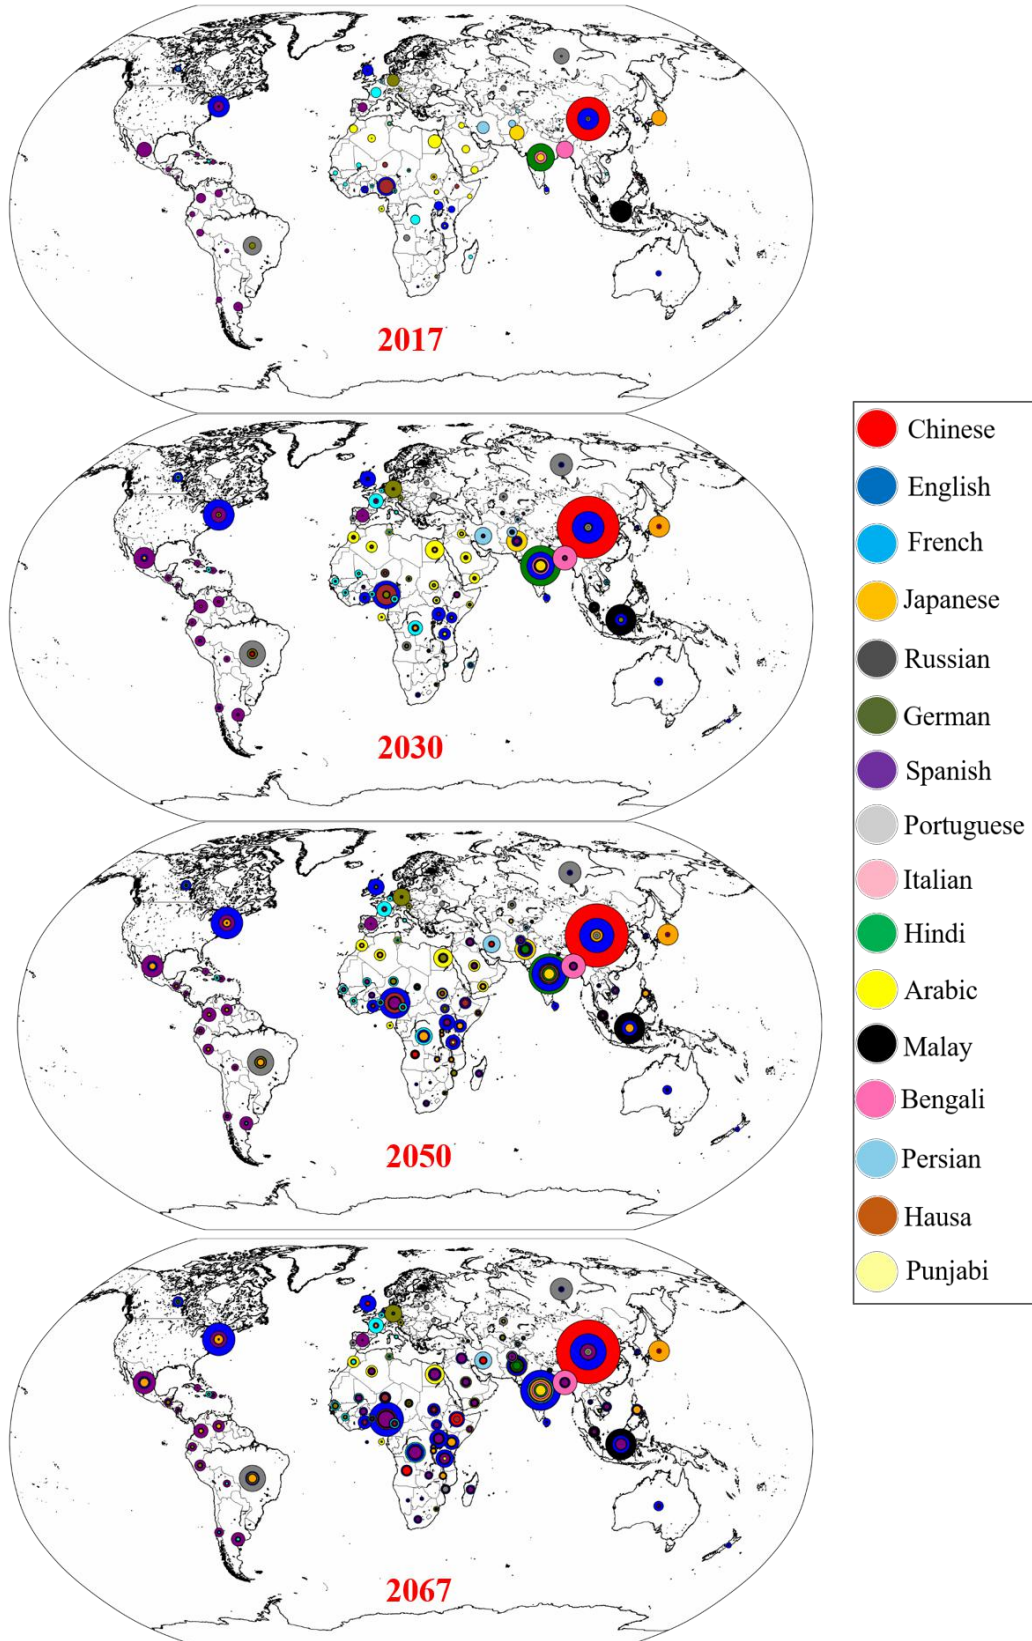 2017
2030
2050
2067
Chinese
English
French
Japanese
Russian
German
Spanish
Portuguese
Italian
Hindi
Arabic
Malay
Bengali
Persian
Hausa
Punjabi